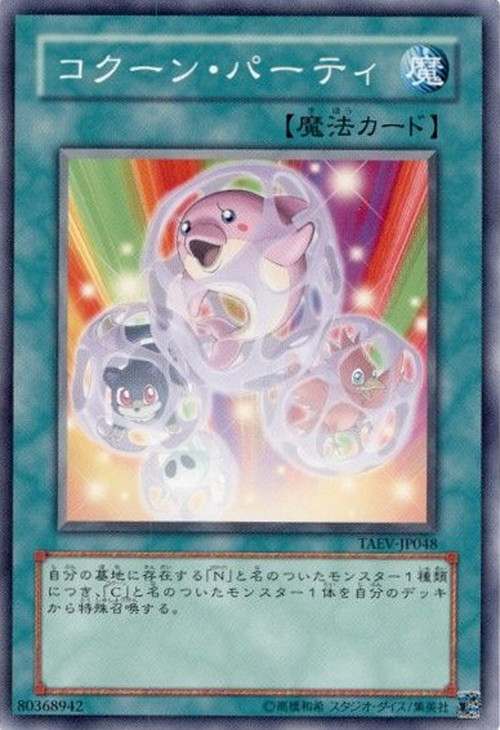 コクーン・パーティ
魔
【魔法カード】
TAEV-JP048
自分の墓地に存在する「N」と名のついたモンスター1種類
につき、「C」と名のついたモンスター1体を自分のデッキ
から特殊召喚する。
80368942
©高橋和希 スタジオ・ダイス/集英社